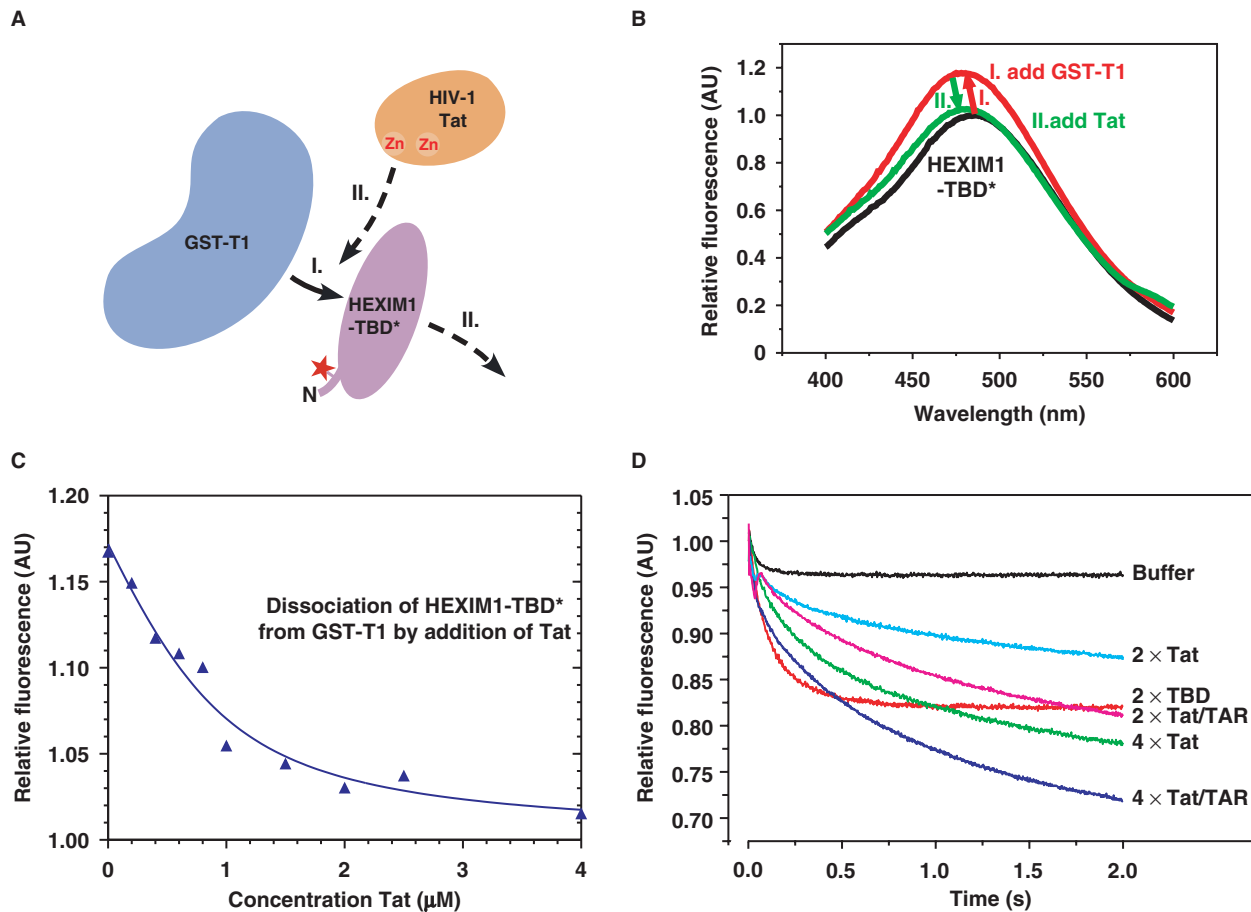 A
HIV-1
Tat
Zn Zn
II.
GST-T1
I.
HEXIM1
-TBD*
II.
N
B
Relative fluorescence (AU)
1.2
1.0
0.8
0.6
0.4
0.2
0
I. add GST-T1
II. I.
II.add Tat
HEXIM1
-TBD*
400 450 500 550 600
Wavelength (nm)
C
Relative fluorescence (AU)
1.20
1.15
1.10
1.05
1.00
Dissociation of HEXIM1-TBD*
from GST-T1 by addition of Tat
0 1 2 3 4
Concentration Tat (μM)
D
Relative fluorescence (AU)
1.05
1.00
0.95
0.90
0.85
0.80
0.75
0.70
Buffer
2 × Tat
2 × TBD
2 × Tat/TAR
4 × Tat
4 × Tat/TAR
0.0 0.5 1.0 1.5 2.0
Time (s)